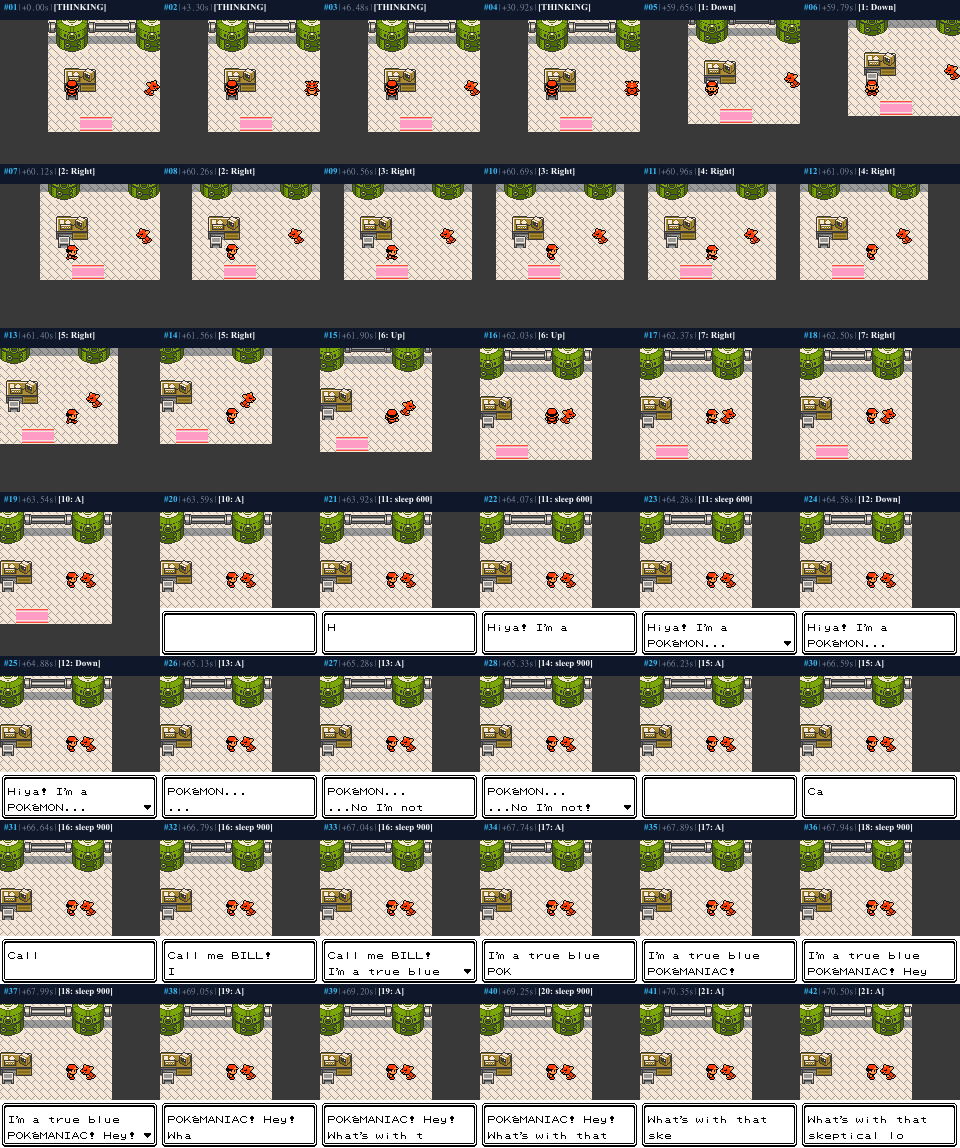 #01|+0.00s|[THINKING]
#02|+3.30s|[THINKING]
#03|+6.48s|[THINKING]
#04|+30.92s|[THINKING]
#05|+59.65s|[1: Down]
#06|+59.79s|[1: Down]
#07|+60.12s|[2: Right]
#08|+60.26s|[2: Right]
#09|+60.56s|[3: Right]
#10|+60.69s|[3: Right]
#11|+60.96s|[4: Right]
#12|+61.09s|[4: Right]
#13|+61.40s|[5: Right]
#14|+61.56s|[5: Right]
#15|+61.90s|[6: Up]
#16|+62.03s|[6: Up]
#17|+62.37s|[7: Right]
#18|+62.50s|[7: Right]
#19|+63.54s|[10: A]
#20|+63.59s|[10: A]
#21|+63.92s|[11: sleep 600]
H
#22|+64.07s|[11: sleep 600]
Hiya! I'm a
#23|+64.28s|[11: sleep 600]
Hiya! I'm a
POKéMON...
#24|+64.58s|[12: Down]
Hiya! I'm a
POKéMON...
#25|+64.88s|[12: Down]
Hiya! I'm a
POKéMON...
#26|+65.13s|[13: A]
POKéMON...
...
#27|+65.28s|[13: A]
POKéMON...
...No I'm not
#28|+65.33s|[14: sleep 900]
POKéMON...
...No I'm not!
#29|+66.23s|[15: A]
#30|+66.59s|[15: A]
Ca
#31|+66.64s|[16: sleep 900]
Call
#32|+66.79s|[16: sleep 900]
Call me BILL!
I
#33|+67.04s|[16: sleep 900]
Call me BILL!
I'm a true blue
#34|+67.74s|[17: A]
I'm a true blue
POK
#35|+67.89s|[17: A]
I'm a true blue
POKéMANIAC!
#36|+67.94s|[18: sleep 900]
I'm a true blue
POKéMANIAC! Hey
#37|+67.99s|[18: sleep 900]
I'm a true blue
POKéMANIAC! Hey!
#38|+69.05s|[19: A]
POKéMANIAC! Hey!
Wha
#39|+69.20s|[19: A]
POKéMANIAC! Hey!
What's with t
#40|+69.25s|[20: sleep 900]
POKéMANIAC! Hey!
What's with that
#41|+70.35s|[21: A]
What's with that
ske
#42|+70.50s|[21: A]
What's with that
skeptical lo